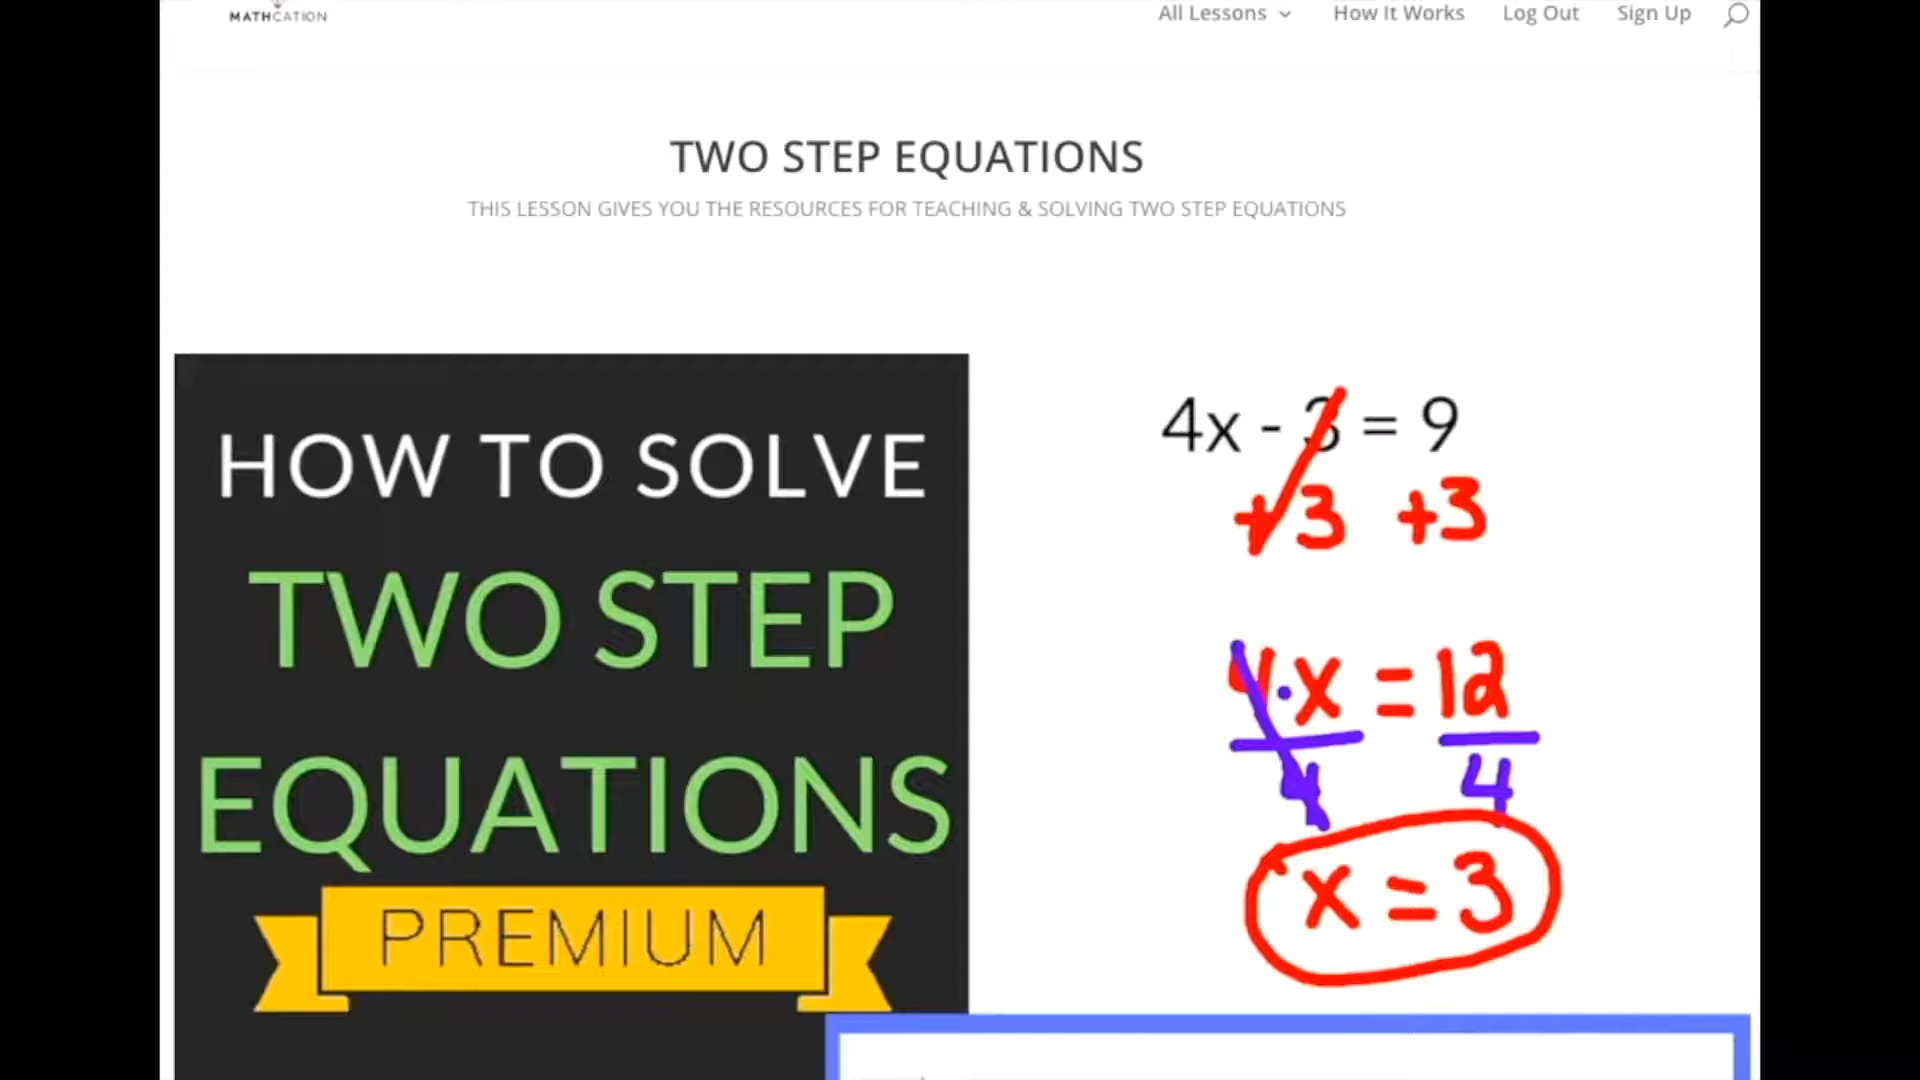 MATHCATION
All Lessons How It Works Log Out Sign Up
TWO STEP EQUATIONS
THIS LESSON GIVES YOU THE RESOURCES FOR TEACHING & SOLVING TWO STEP EQUATIONS
HOW TO SOLVE
TWO STEP
EQUATIONS
PREMIUM
4x - 3 = 9
+3 +3
4·x = 12
4 4
x = 3